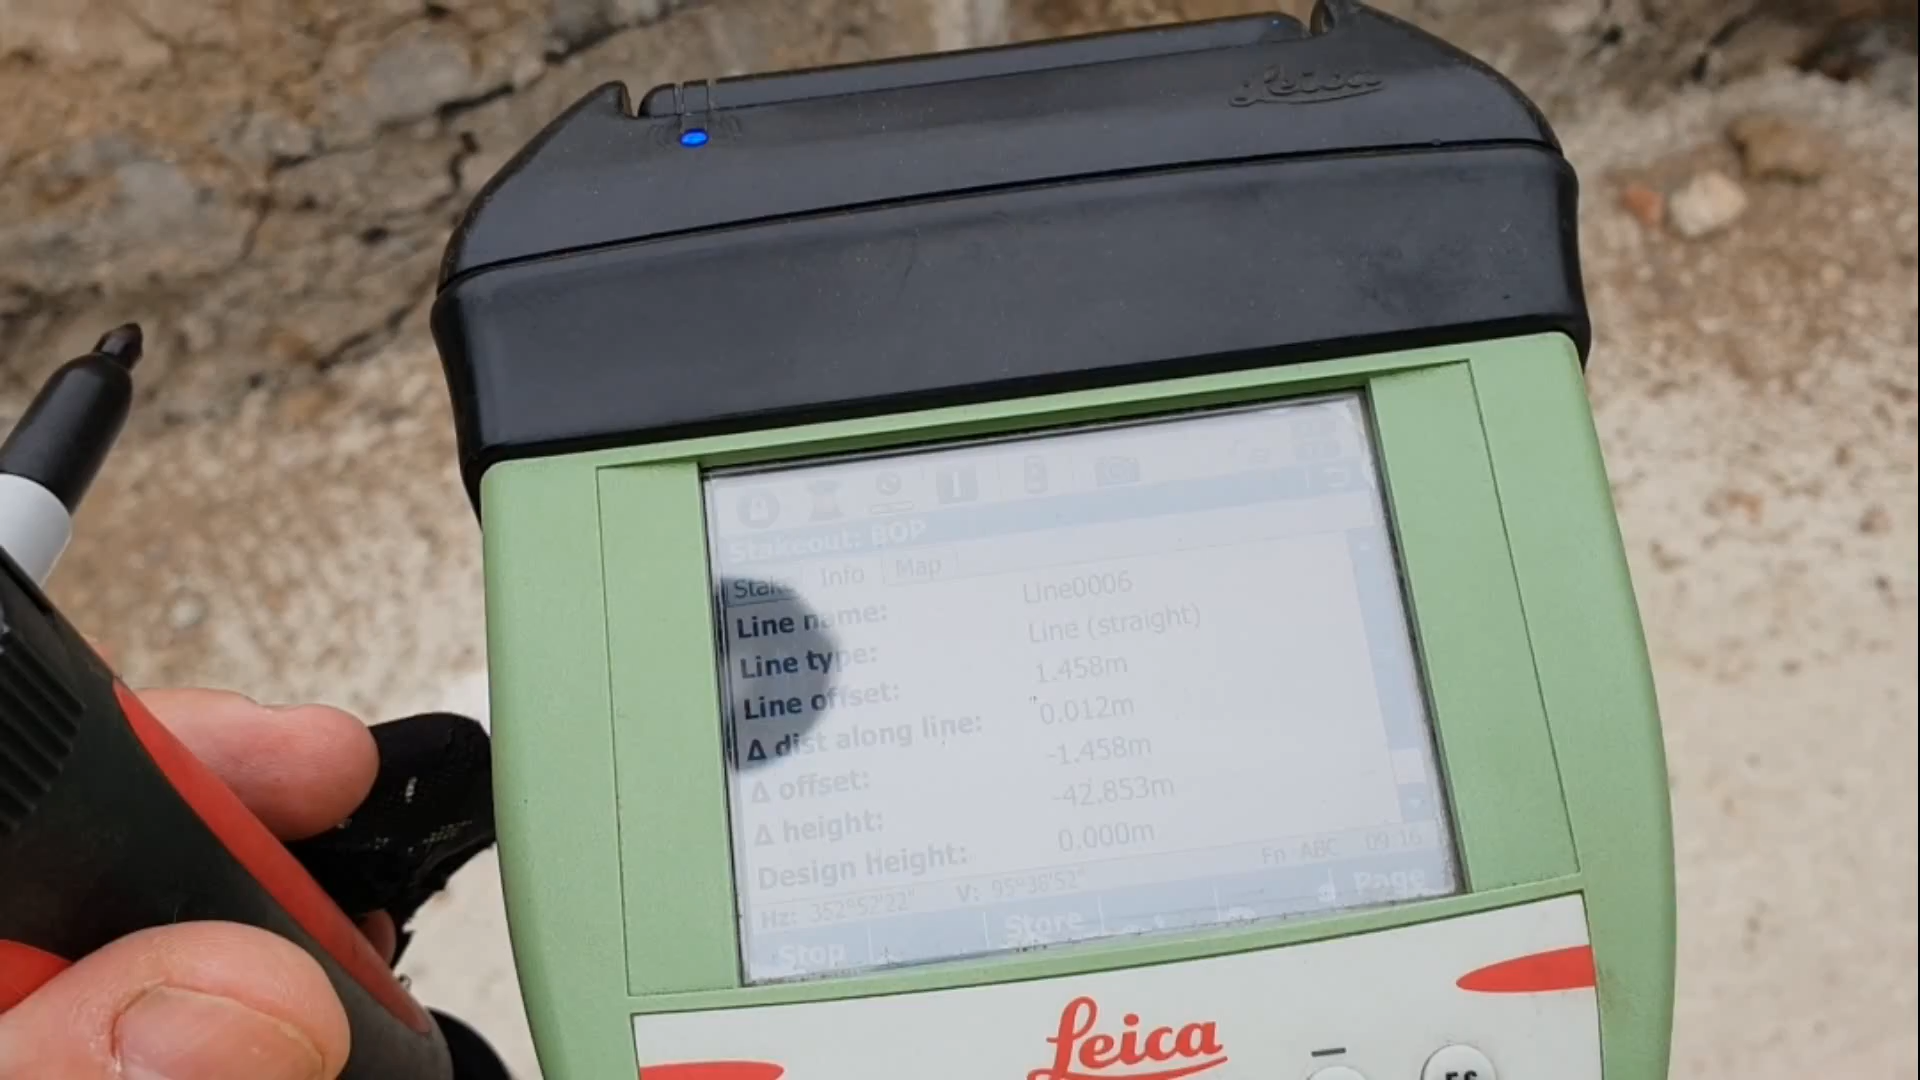 Leica
Stakeout: BOP
Stake Info Map
Line name: Line0006
Line type: Line (straight)
Line offset: 1.458m
Δ dist along line: 0.012m
Δ offset: -1.458m
Δ height: -42.853m
Design Height: 0.000m
Hz: 352°52'22" V: 95°38'52"
Fn ABC 09:16
Stop Store Page
Leica